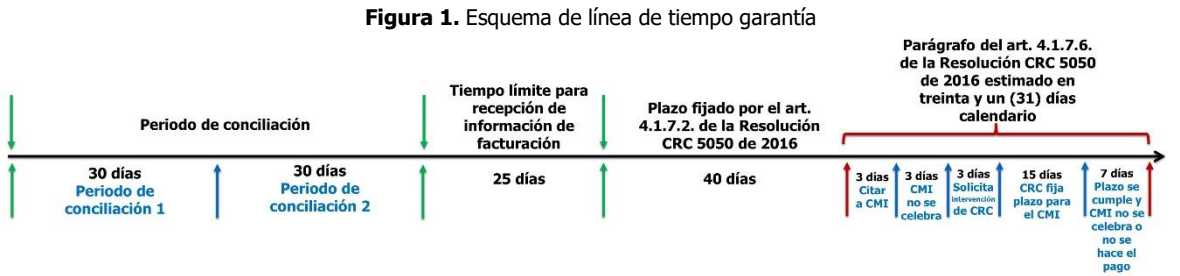 Figura 1. Esquema de línea de tiempo garantía
Parágrafo del art. 4.1.7.6.
de la Resolución CRC 5050
de 2016 estimado en
treinta y un (31) días
calendario
Tiempo límite para
recepción de
información de
facturación
Plazo fijado por el art.
4.1.7.2. de la Resolución
CRC 5050 de 2016
Periodo de conciliación
30 días
Periodo de
conciliación 1
30 días
Periodo de
conciliación 2
25 días
40 días
3 días
Citar
a CMI
3 días
CMI
no se
celebra
3 días
Solicita
intervención
de CRC
15 días
CRC fija
plazo para
el CMI
7 días
Plazo se
cumple y
CMI no se
celebra o
no se
hace el
pago